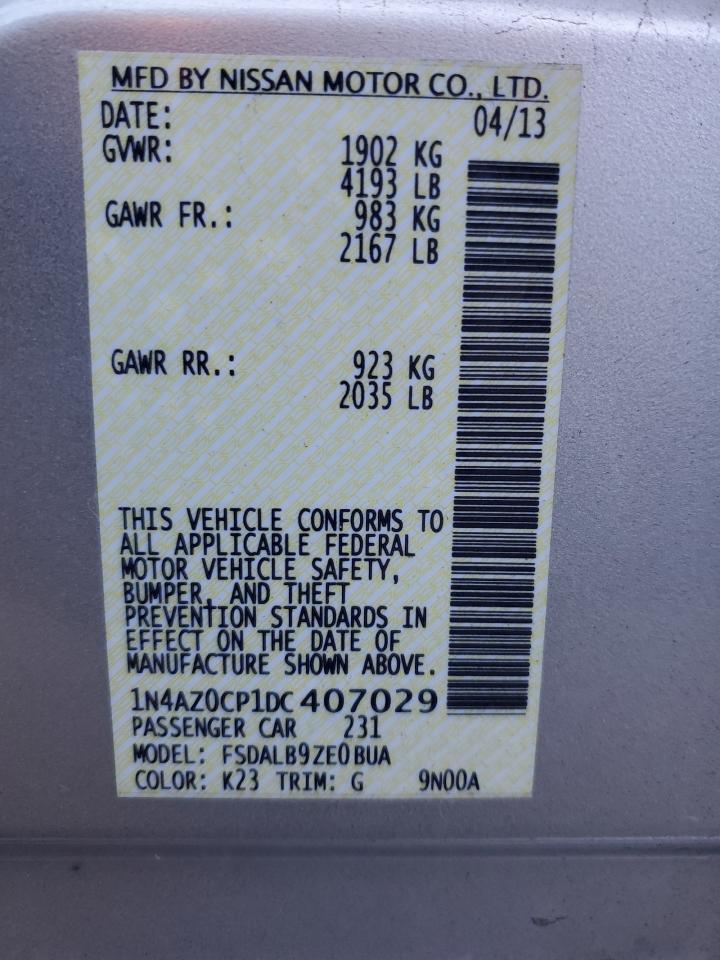 MFD BY NISSAN MOTOR CO., LTD.
DATE: 04/13
GVWR: 1902 KG
4193 LB
GAWR FR.: 983 KG
2167 LB
GAWR RR.: 923 KG
2035 LB
THIS VEHICLE CONFORMS TO
ALL APPLICABLE FEDERAL
MOTOR VEHICLE SAFETY,
BUMPER, AND THEFT
PREVENTION STANDARDS IN
EFFECT ON THE DATE OF
MANUFACTURE SHOWN ABOVE.
1N4AZ0CP1DC407029
PASSENGER CAR 231
MODEL: FSDALB9ZE0BUA
COLOR: K23 TRIM: G 9N00A